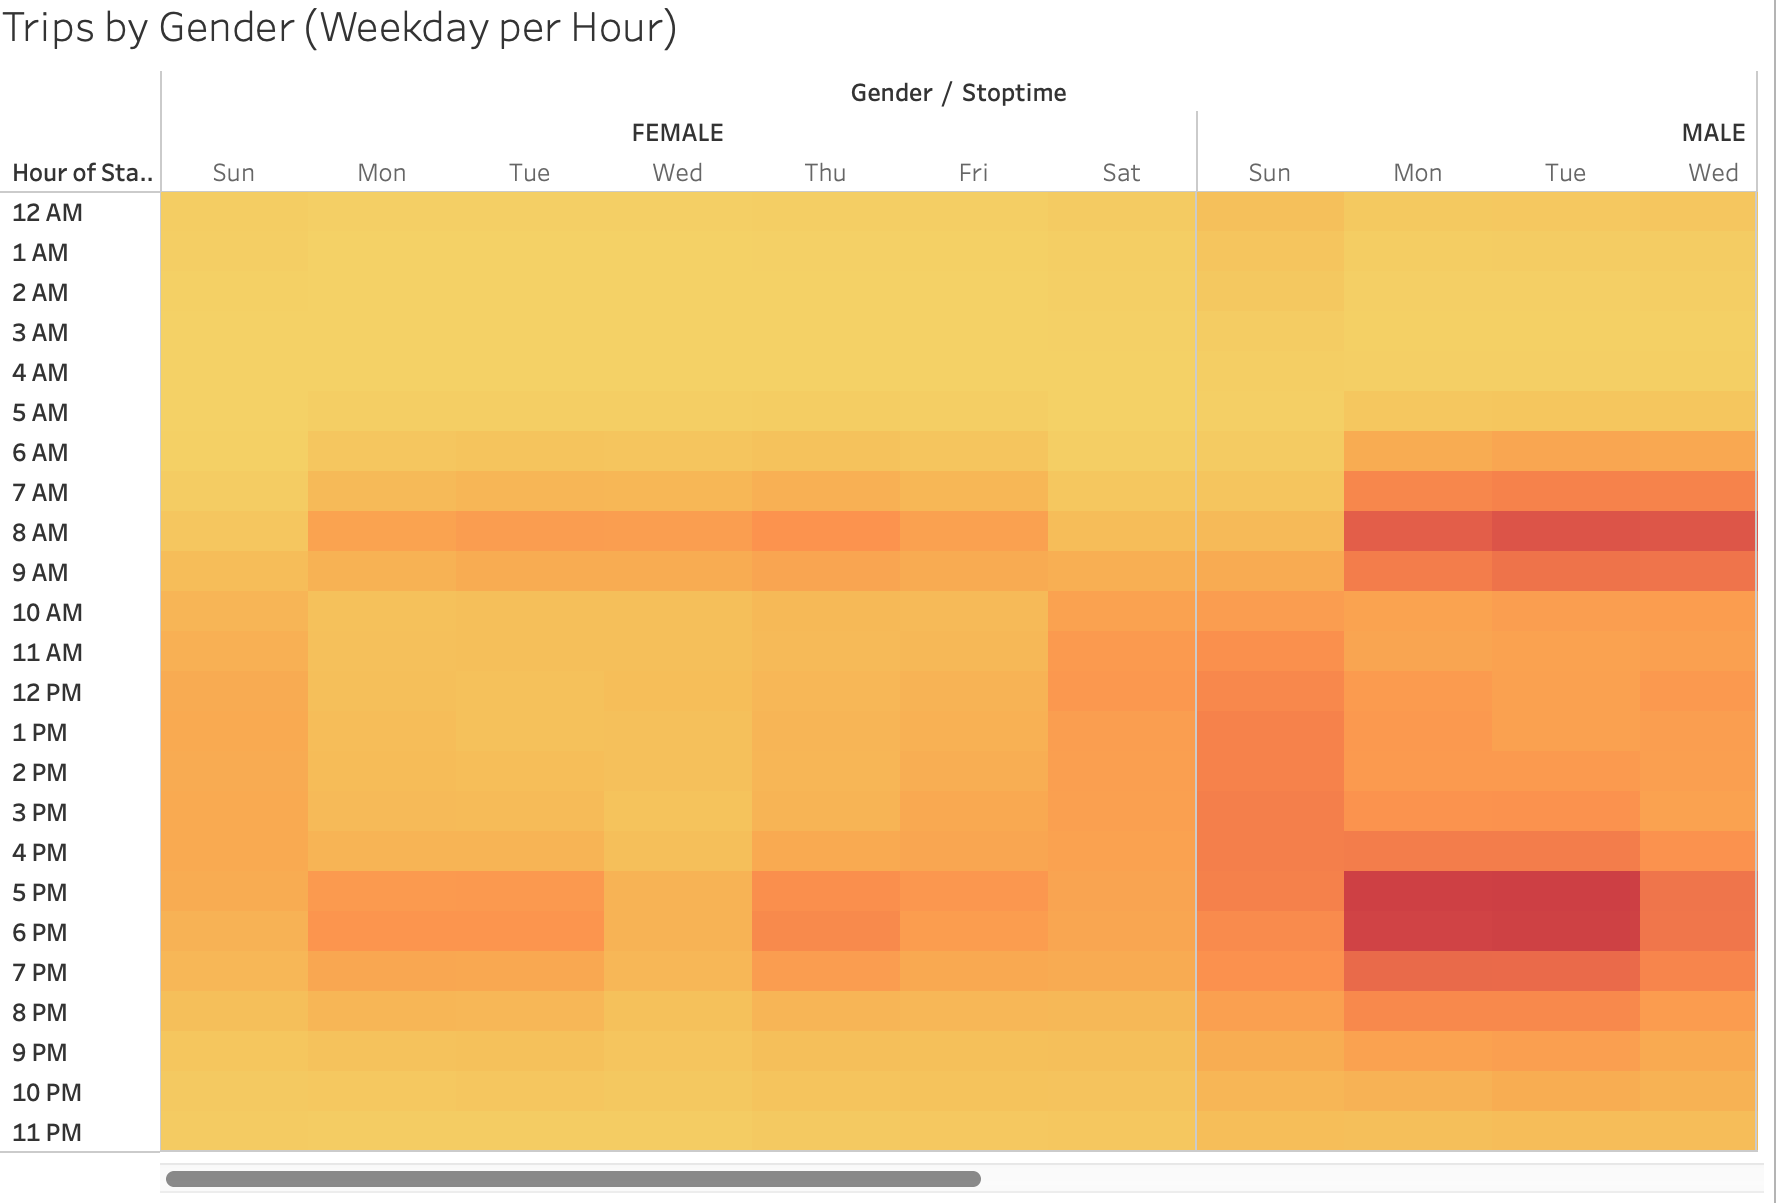 Trips by Gender (Weekday per Hour)
Gender / Stoptime
FEMALE MALE
Hour of Sta.. Sun Mon Tue Wed Thu Fri Sat Sun Mon Tue Wed
12 AM
1 AM
2 AM
3 AM
4 AM
5 AM
6 AM
7 AM
8 AM
9 AM
10 AM
11 AM
12 PM
1 PM
2 PM
3 PM
4 PM
5 PM
6 PM
7 PM
8 PM
9 PM
10 PM
11 PM